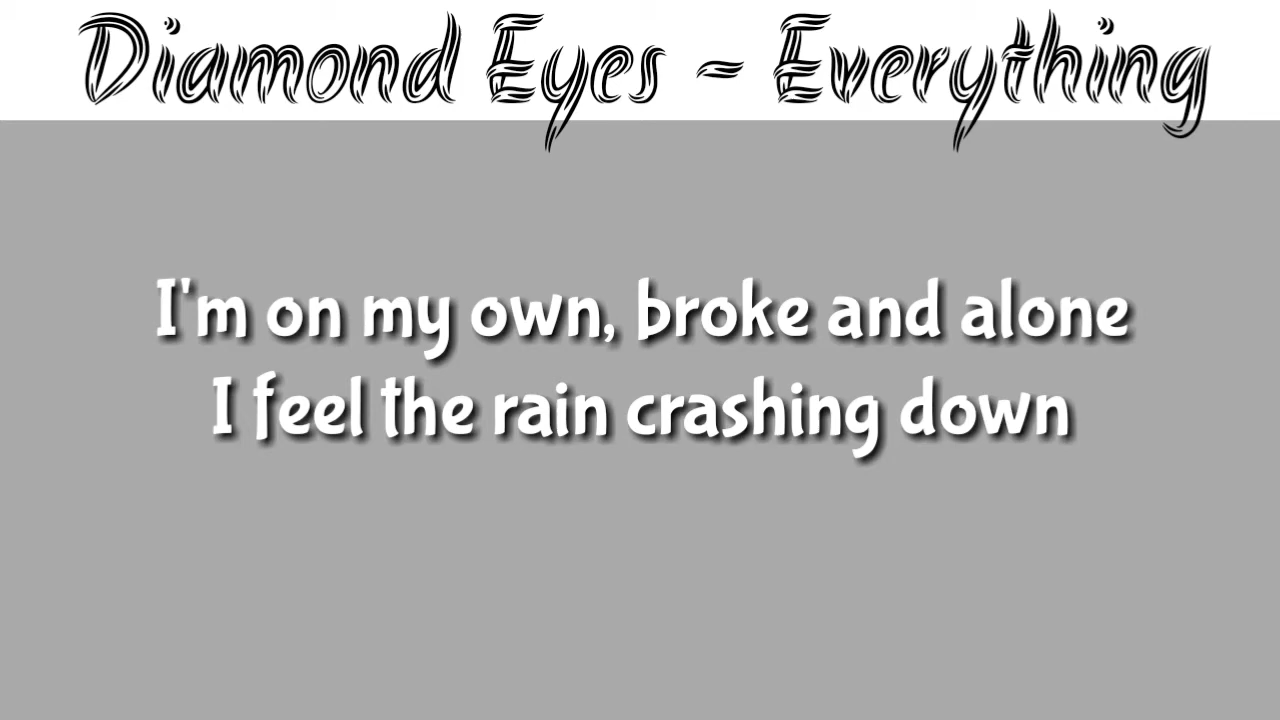 Diamond Eyes - Everything
I'm on my own, broke and alone
I feel the rain crashing down